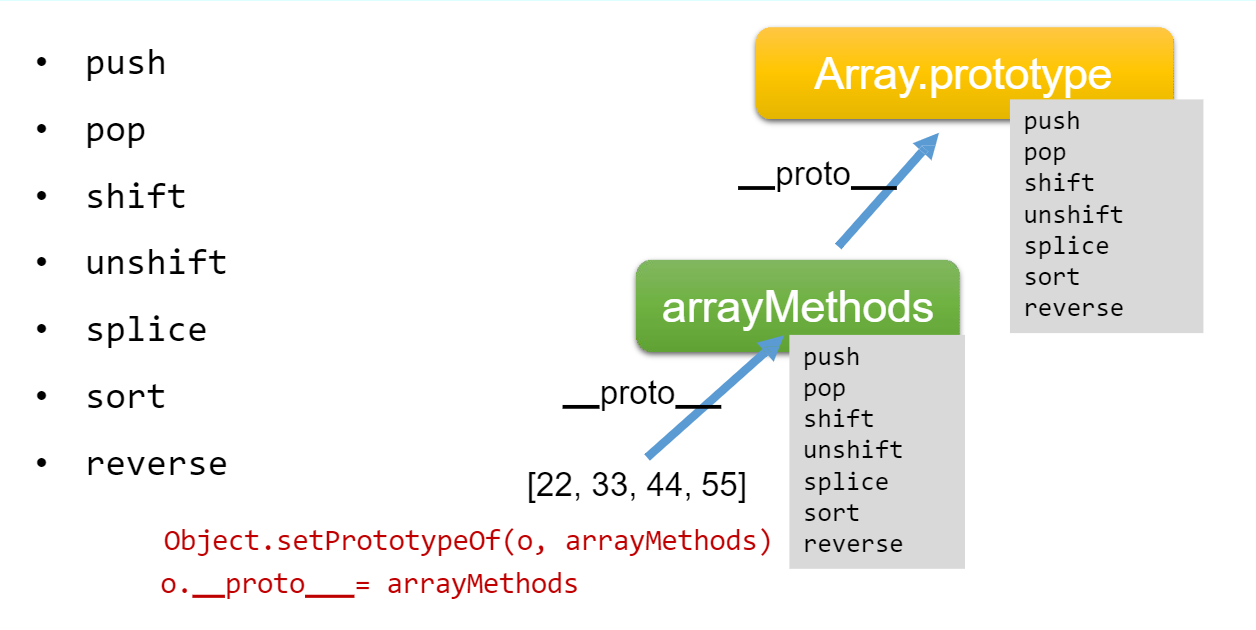 • push
• pop
• shift
• unshift
• splice
• sort
• reverse
Array.prototype
push
pop
shift
unshift
splice
sort
reverse
__proto__
arrayMethods
push
pop
shift
unshift
splice
sort
reverse
__proto__
[22, 33, 44, 55]
Object.setPrototypeOf(o, arrayMethods)
o.__proto__= arrayMethods